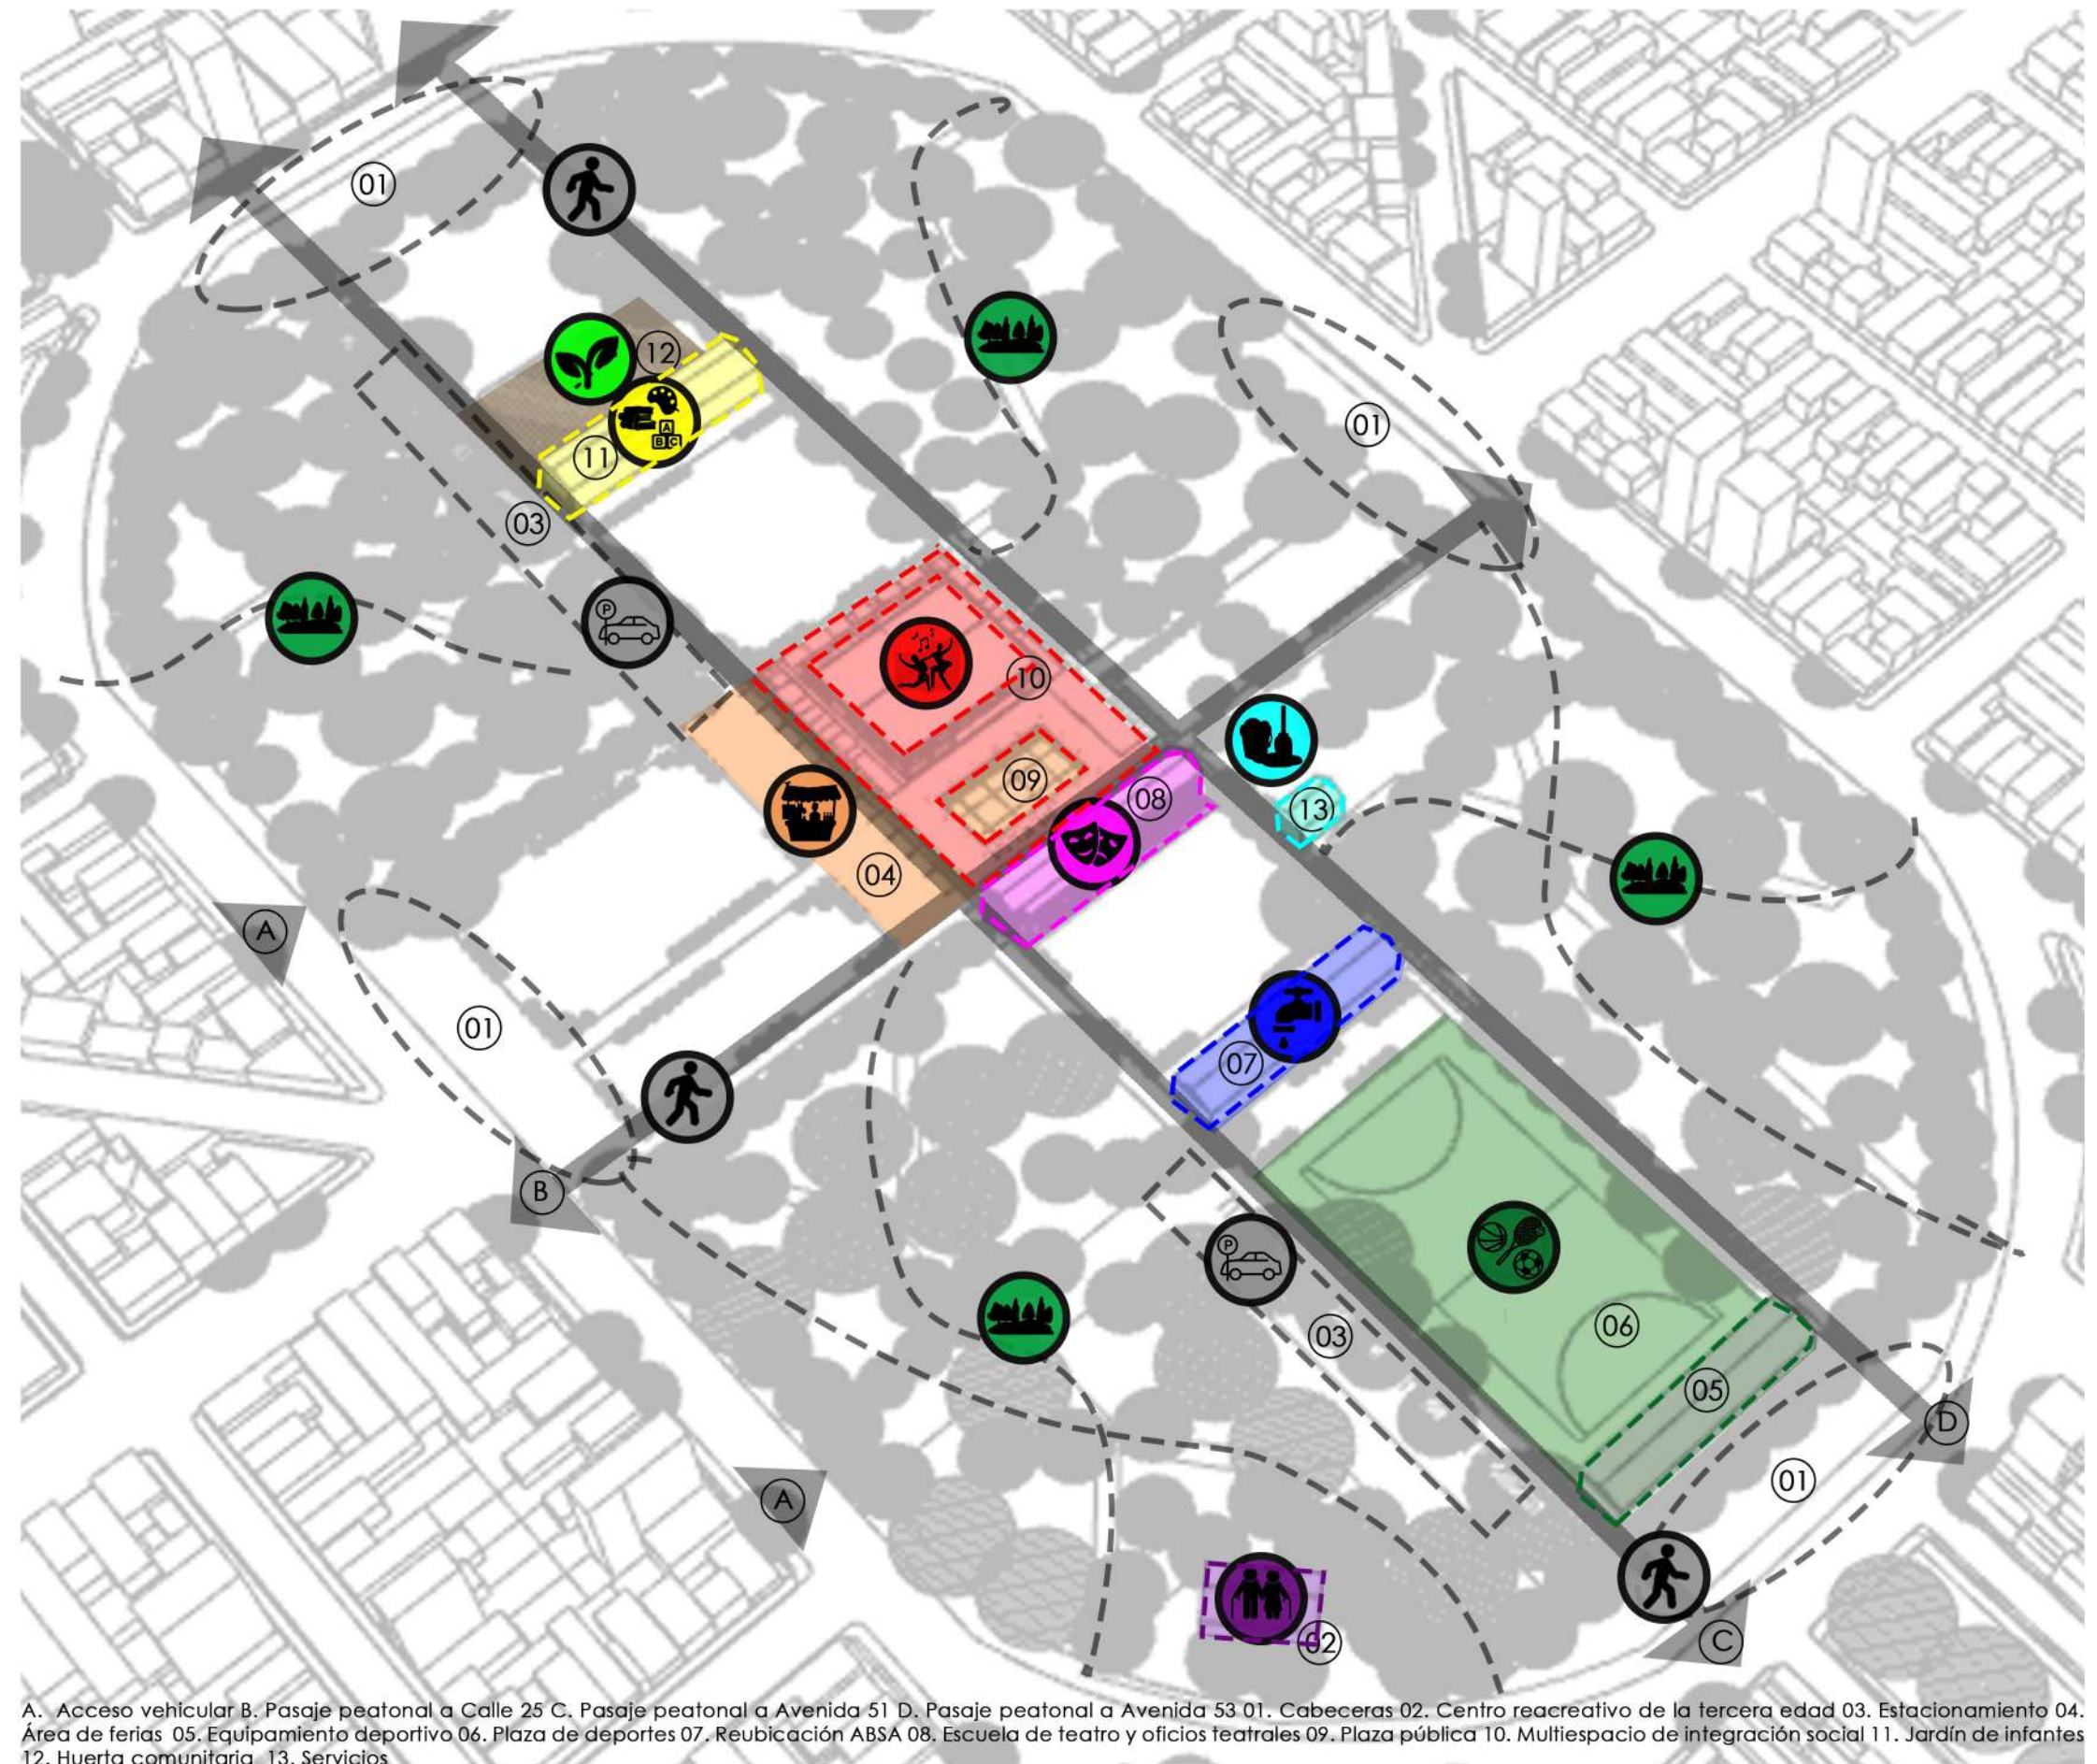 01
12
11
A
B C
03
P
01
10
09
08
13
04
A
01
07
B
P
03
06
05
D
01
A
C
02
A. Acceso vehicular B. Pasaje peatonal a Calle 25 C. Pasaje peatonal a Avenida 51 D. Pasaje peatonal a Avenida 53 01. Cabeceras 02. Centro reacreativo de la tercera edad 03. Estacionamiento 04.
Área de ferias 05. Equipamiento deportivo 06. Plaza de deportes 07. Reubicación ABSA 08. Escuela de teatro y oficios teatrales 09. Plaza pública 10. Multiespacio de integración social 11. Jardín de infantes
12. Huerta comunitaria 13. Servicios